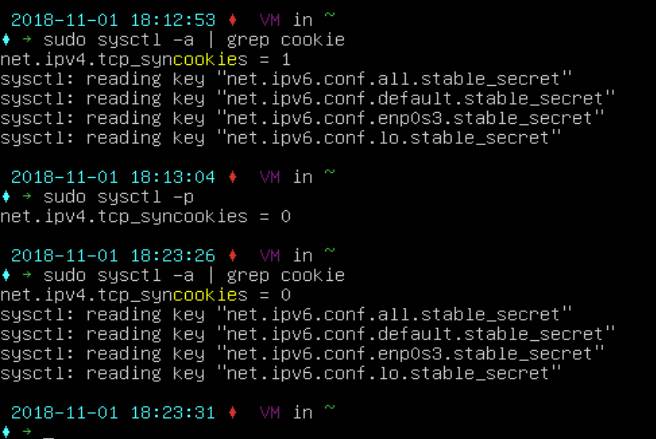 2018-11-01 18:12:53 ♦ VM in ~
♦ → sudo sysctl -a | grep cookie
net.ipv4.tcp_syncookies = 1
sysctl: reading key "net.ipv6.conf.all.stable_secret"
sysctl: reading key "net.ipv6.conf.default.stable_secret"
sysctl: reading key "net.ipv6.conf.enp0s3.stable_secret"
sysctl: reading key "net.ipv6.conf.lo.stable_secret"
2018-11-01 18:13:04 ♦ VM in ~
♦ → sudo sysctl -p
net.ipv4.tcp_syncookies = 0
2018-11-01 18:23:26 ♦ VM in ~
♦ → sudo sysctl -a | grep cookie
net.ipv4.tcp_syncookies = 0
sysctl: reading key "net.ipv6.conf.all.stable_secret"
sysctl: reading key "net.ipv6.conf.default.stable_secret"
sysctl: reading key "net.ipv6.conf.enp0s3.stable_secret"
sysctl: reading key "net.ipv6.conf.lo.stable_secret"
2018-11-01 18:23:31 ♦ VM in ~
♦ → _